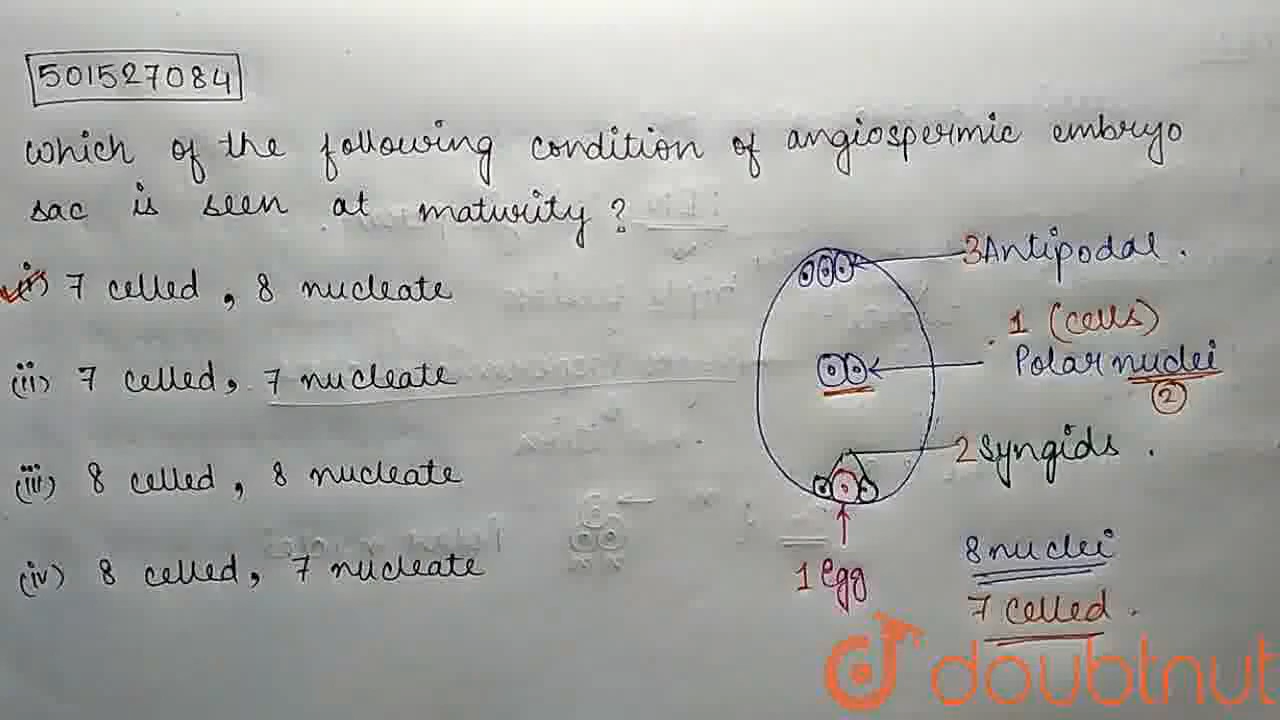 501527084
which of the following condition of angiospermic embryo
sac is seen at maturity?
(i) 7 celled, 8 nucleate
(ii) 7 celled, 7 nucleate
(iii) 8 celled, 8 nucleate
(iv) 8 celled, 7 nucleate
3 Antipodal.
1 (cells)
Polar nuclei
2
2 Syngids.
1 egg
8 nuclei
7 celled.
doubtnut